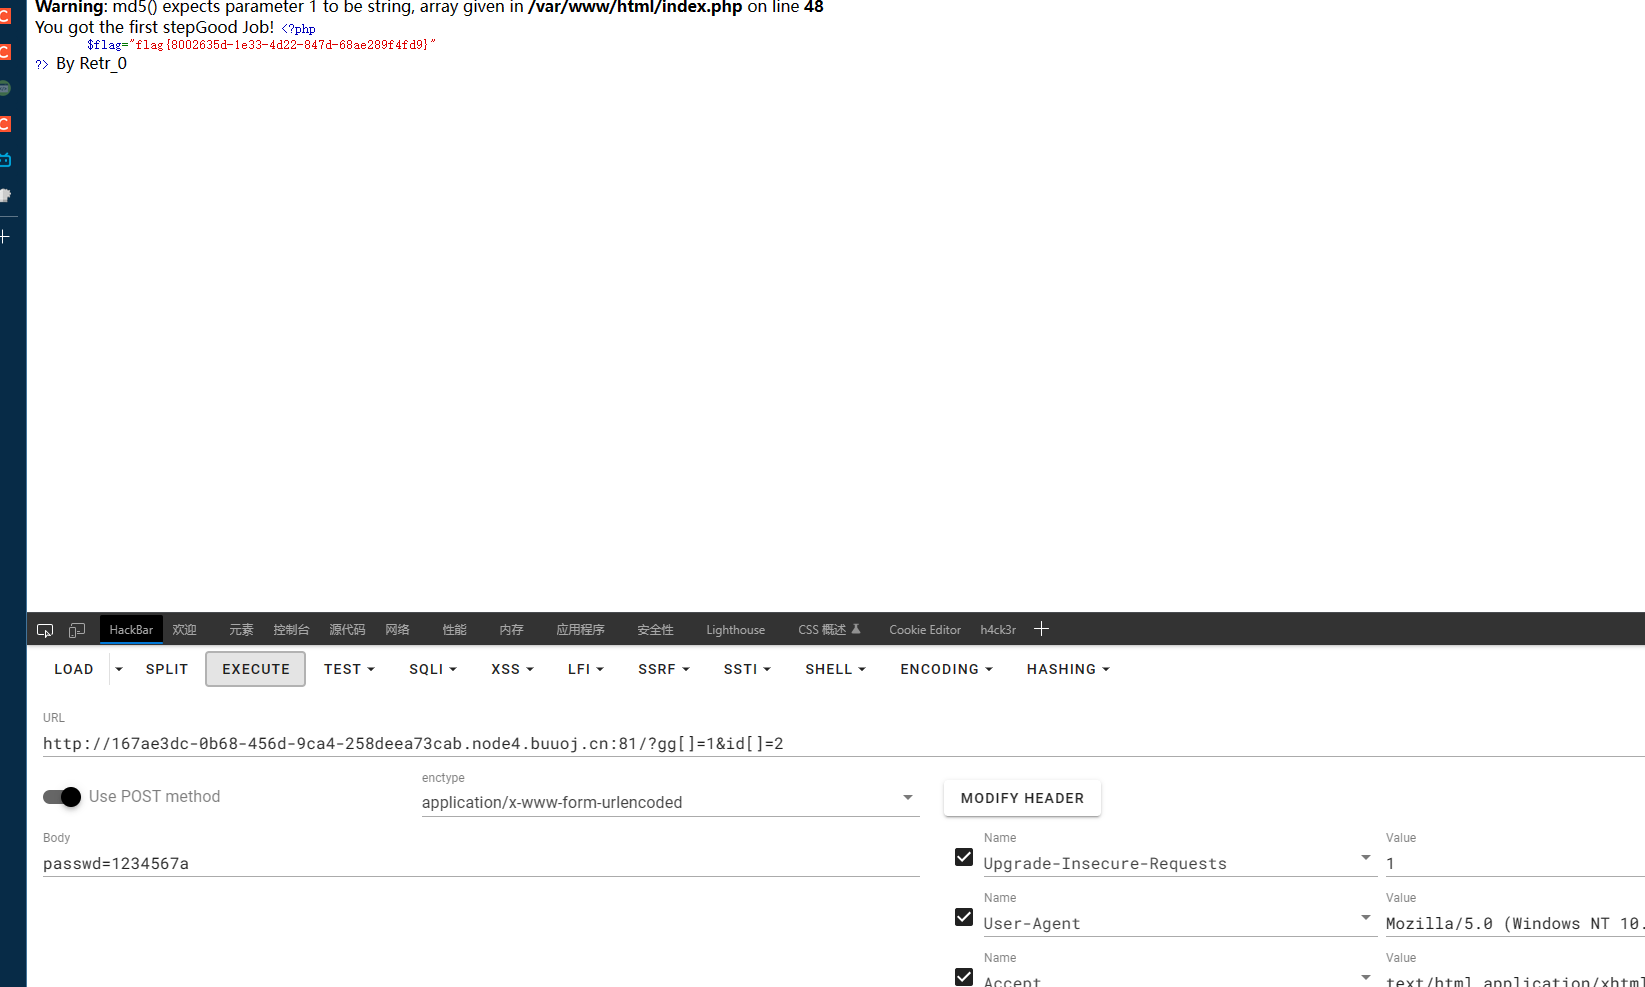 Warning: md5() expects parameter 1 to be string, array given in /var/www/html/index.php on line 48
You got the first stepGood Job! <?php
$flag="flag{8002635d-1e33-4d22-847d-68ae289f4fd9}"
?> By Retr_0
HackBar 欢迎 元素 控制台 源代码 网络 性能 内存 应用程序 安全性 Lighthouse CSS 概述 Cookie Editor h4ck3r
LOAD SPLIT EXECUTE TEST SQLI XSS LFI SSRF SSTI SHELL ENCODING HASHING
URL
http://167ae3dc-0b68-456d-9ca4-258deea73cab.node4.buuoj.cn:81/?gg[]=1&id[]=2
Use POST method
enctype
application/x-www-form-urlencoded
MODIFY HEADER
Body
passwd=1234567a
Name Value
Upgrade-Insecure-Requests 1
Name Value
User-Agent Mozilla/5.0 (Windows NT 10.
Name Value
Accept text/html,application/xhtml